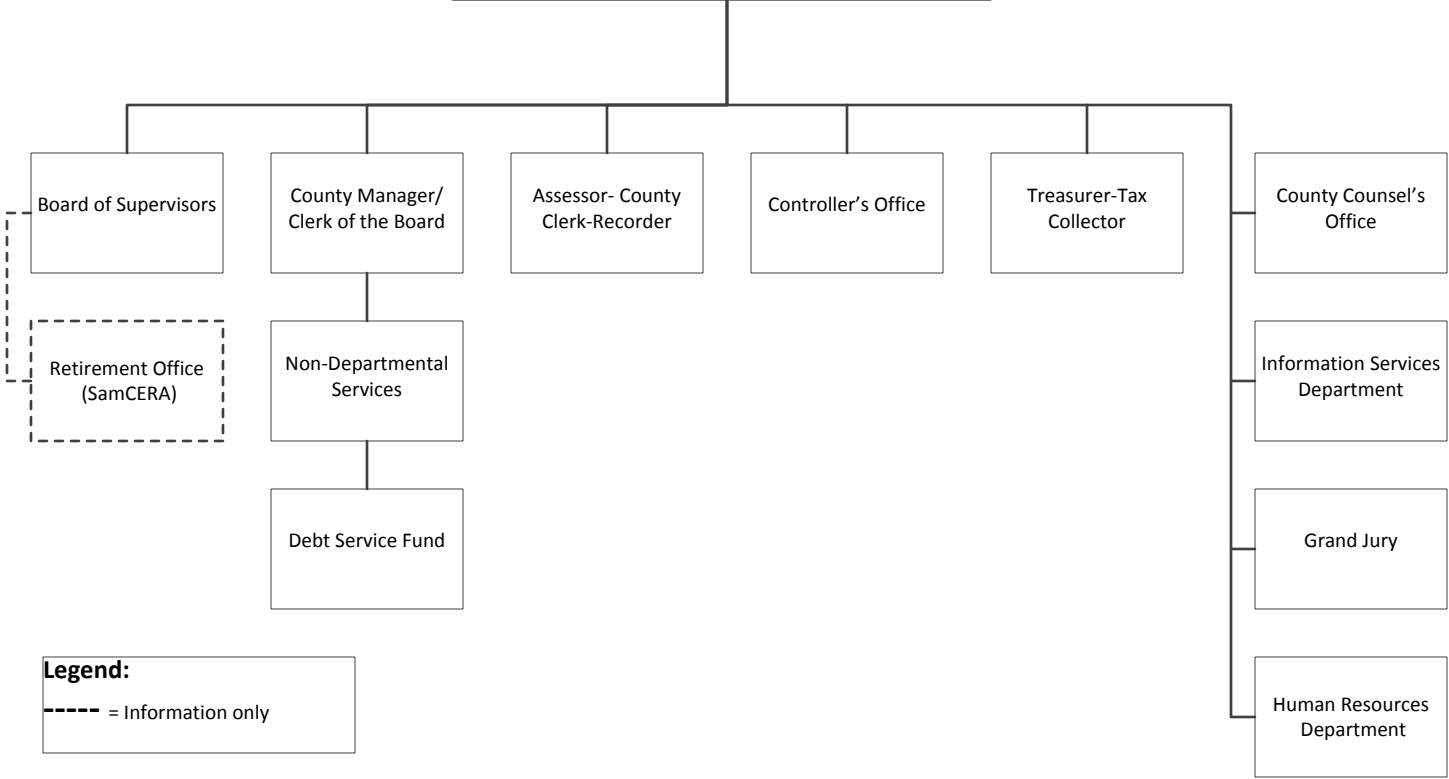 Board of Supervisors
County Manager/
Clerk of the Board
Assessor- County
Clerk-Recorder
Controller’s Office
Treasurer-Tax
Collector
County Counsel’s
Office
Retirement Office
(SamCERA)
Non-Departmental
Services
Information Services
Department
Debt Service Fund
Grand Jury
Legend:
----- = Information only
Human Resources
Department